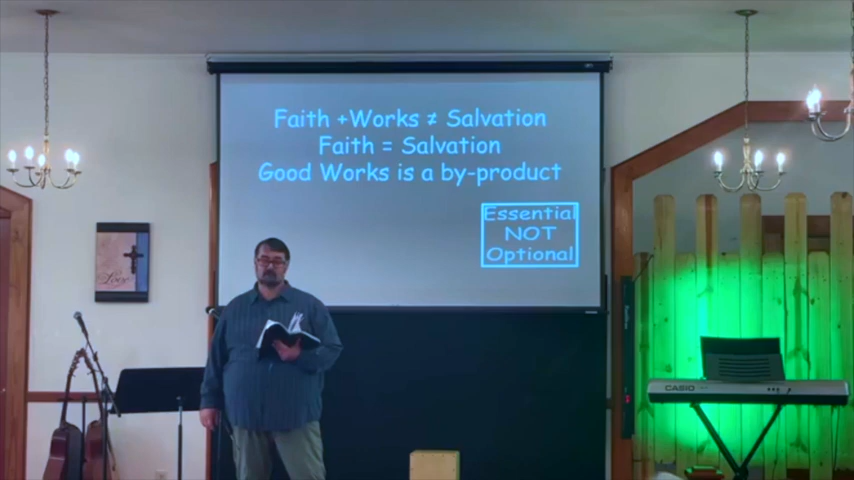 Faith +Works ≠ Salvation
Faith = Salvation
Good Works is a by-product
Essential
NOT
Optional
Love
CASIO